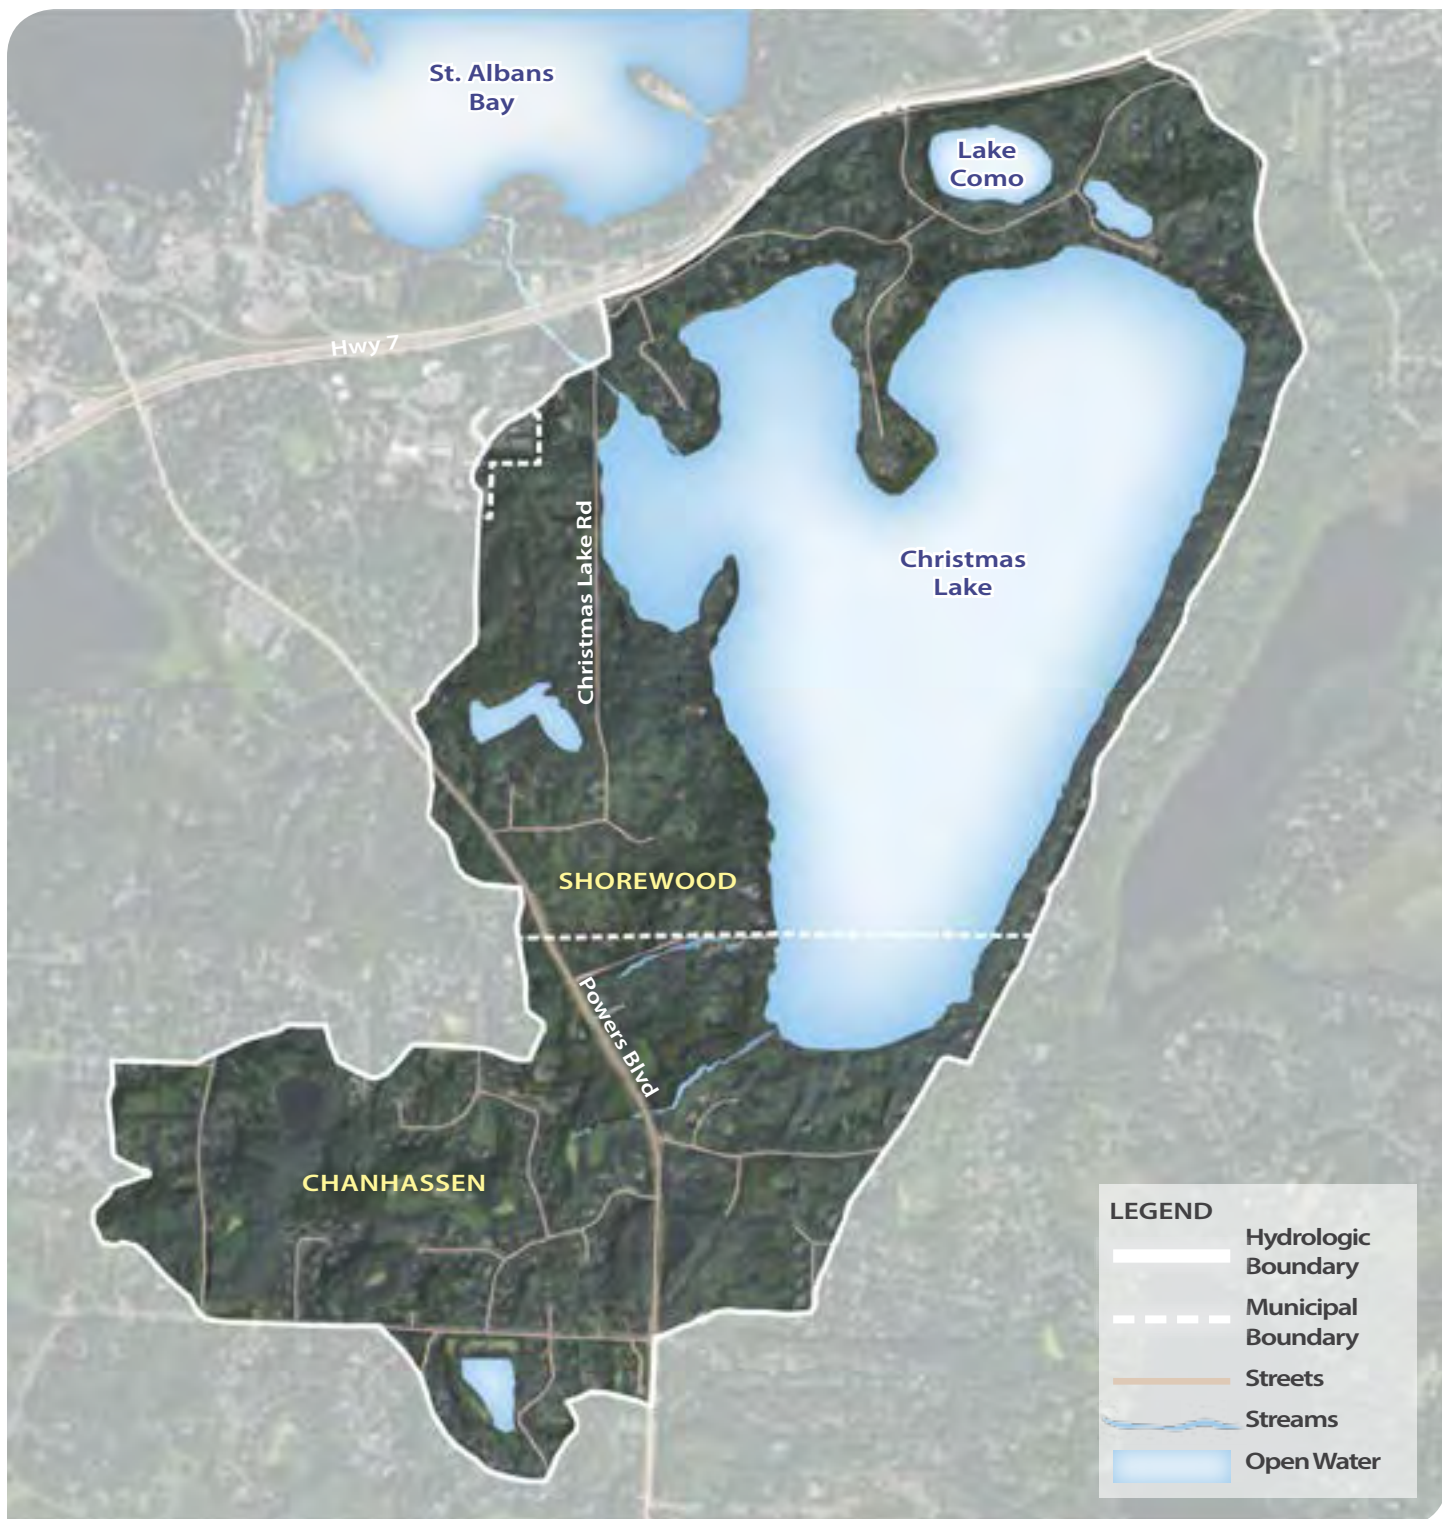 St. Albans
Bay
Lake
Como
Hwy 7
Christmas Lake Rd
Christmas
Lake
SHOREWOOD
Powers Blvd
CHANHASSEN
LEGEND
Hydrologic
Boundary
Municipal
Boundary
Streets
Streams
Open Water